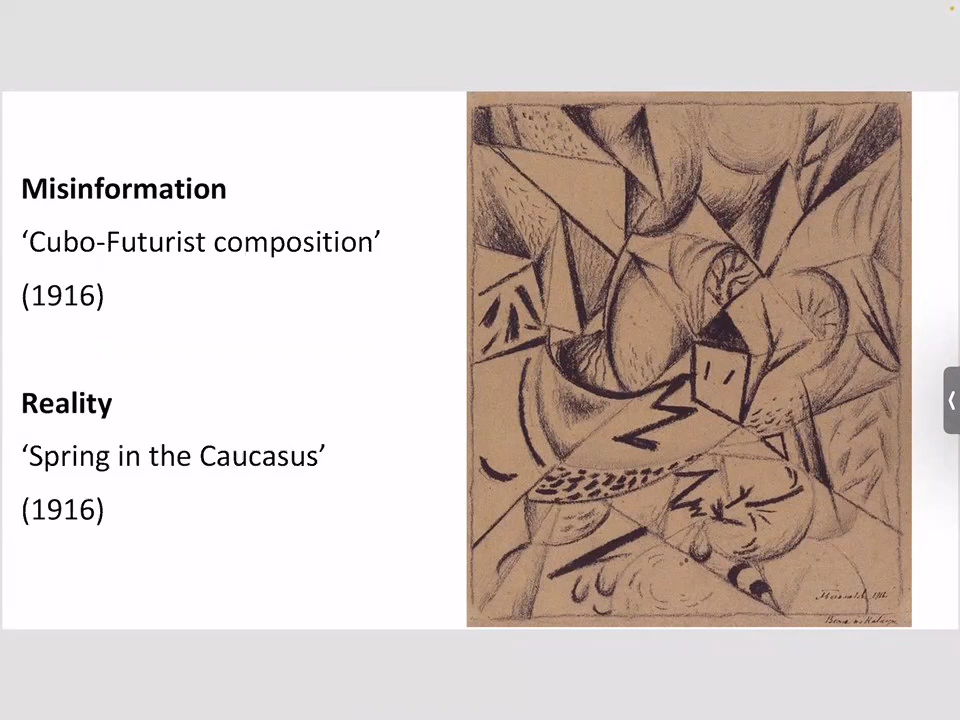 Misinformation
‘Cubo-Futurist composition’
(1916)
Reality
‘Spring in the Caucasus’
(1916)